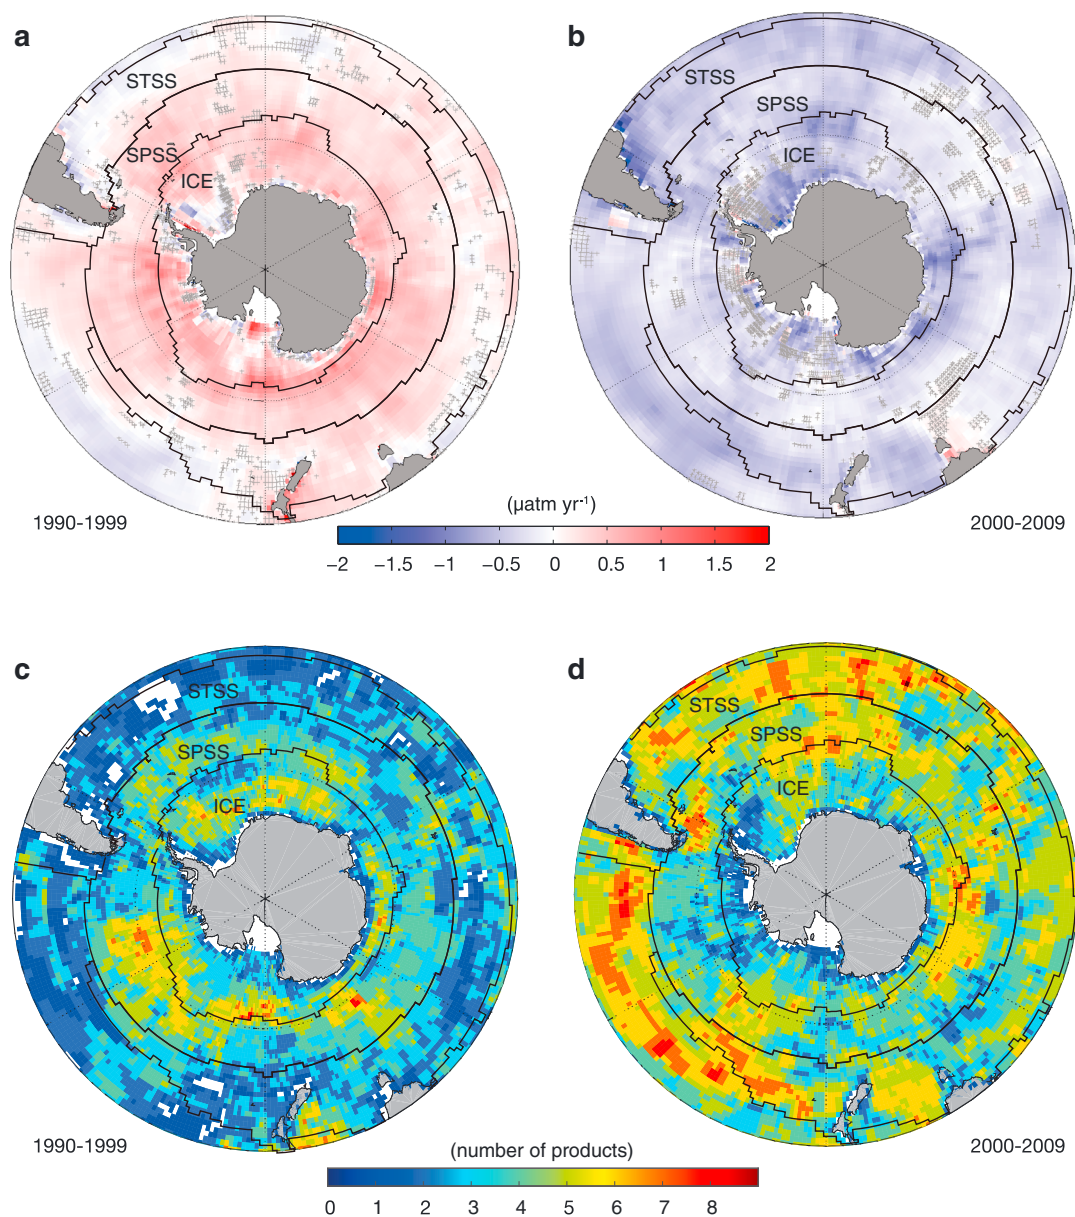 a
b
STSS
SPSS
ICE
STSS
SPSS
ICE
1990-1999
(µatm yr-1)
2000-2009
−2 −1.5 −1 −0.5 0 0.5 1 1.5 2
c
d
STSS
SPSS
ICE
STSS
SPSS
ICE
1990-1999
(number of products)
2000-2009
0 1 2 3 4 5 6 7 8